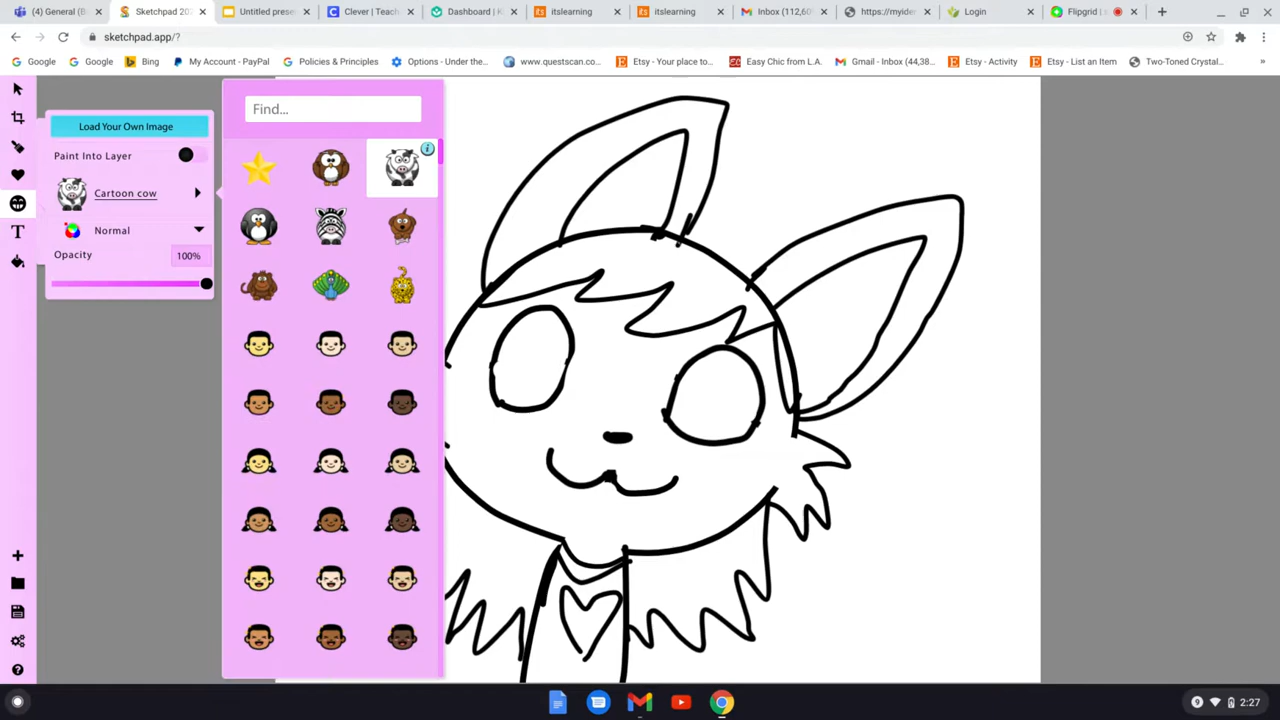 (4) General (B
Sketchpad 202
Untitled prese
Clever | Teach
Dashboard | K
itslearning
itslearning
Inbox (112,60
https://myide
Login
Flipgrid |
sketchpad.app/?
Google
Google
Bing
My Account - PayPal
Policies & Principles
Options - Under the...
www.questscan.co...
Etsy - Your place to...
Easy Chic from L.A.
Gmail - Inbox (44,38...
Etsy - Activity
Etsy - List an Item
Two-Toned Crystal...
»
Load Your Own Image
Paint Into Layer
Cartoon cow
Normal
Opacity
100%
Find...
T
9
2:27